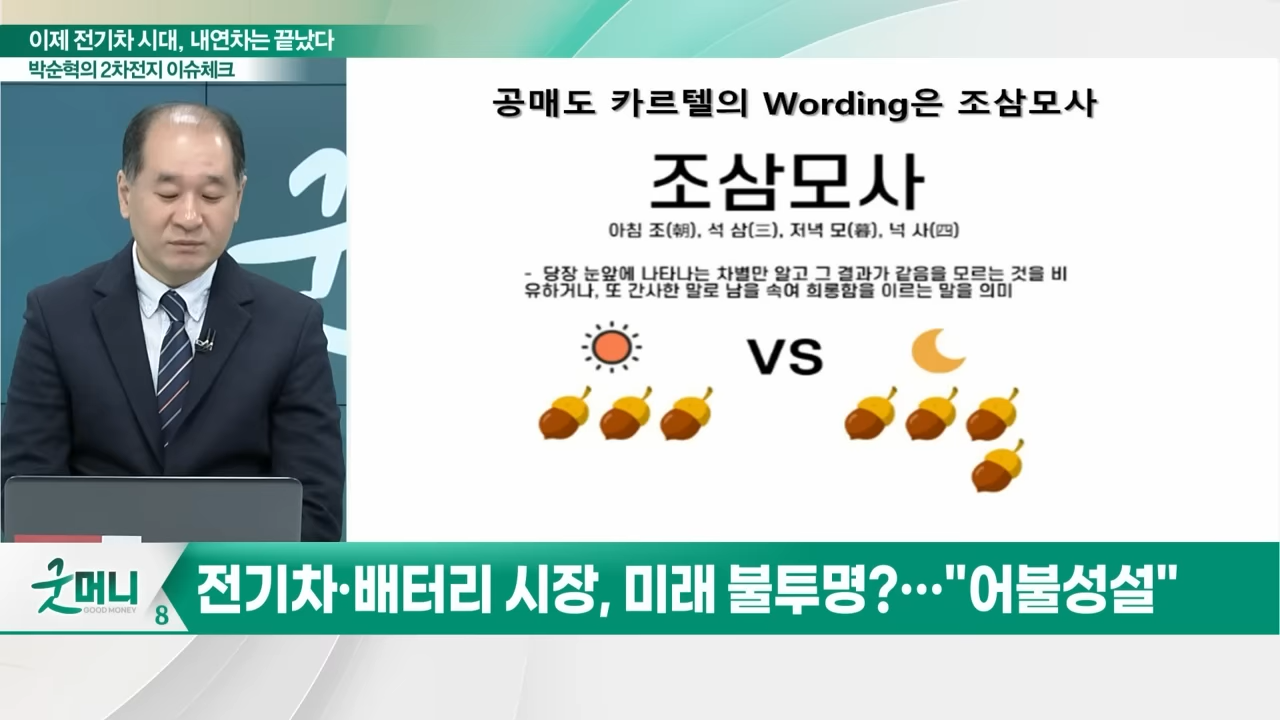 이제 전기차 시대, 내연차는 끝났다
박순혁의 2차전지 이슈체크
공매도 카르텔의 Wording은 조삼모사
조삼모사
아침 조(朝), 석 삼(三), 저녁 모(暮), 넉 사(四)
- 당장 눈앞에 나타나는 차별만 알고 그 결과가 같음을 모르는 것을 비
유하거나, 또 간사한 말로 남을 속여 희롱함을 이르는 말을 의미
VS
굿머니
GOOD MONEY
8
전기차·배터리 시장, 미래 불투명?…"어불성설"